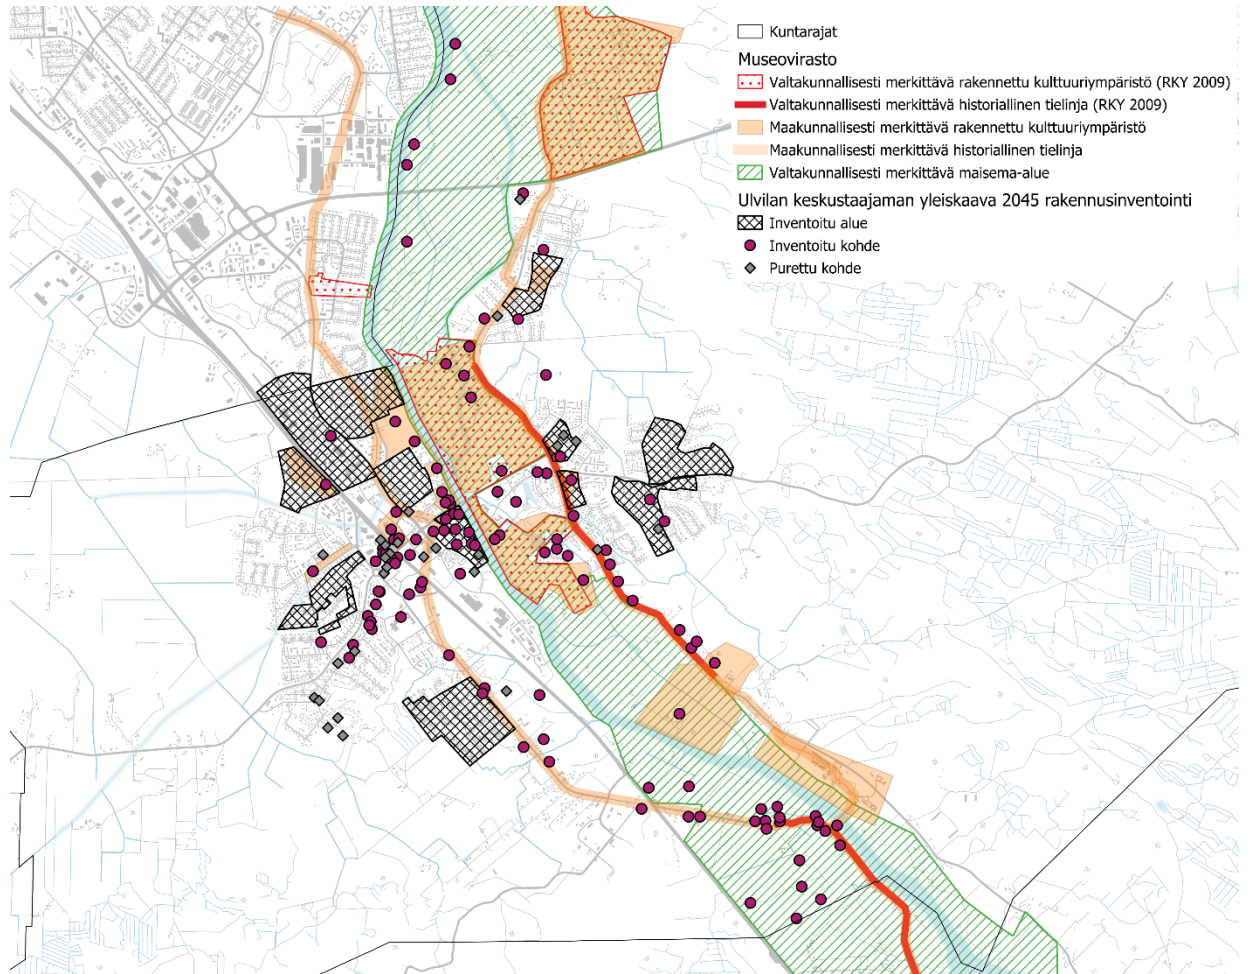 Kuntarajat
Museovirasto
Valtakunnallisesti merkittävä rakennettu kulttuuriympäristö (RKY 2009)
Valtakunnallisesti merkittävä historiallinen tielinja (RKY 2009)
Maakunnallisesti merkittävä rakennettu kulttuuriympäristö
Maakunnallisesti merkittävä historiallinen tielinja
Valtakunnallisesti merkittävä maisema-alue
Ulvilan keskustaajaman yleiskaava 2045 rakennusinventointi
Inventoitu alue
Inventoitu kohde
Purettu kohde